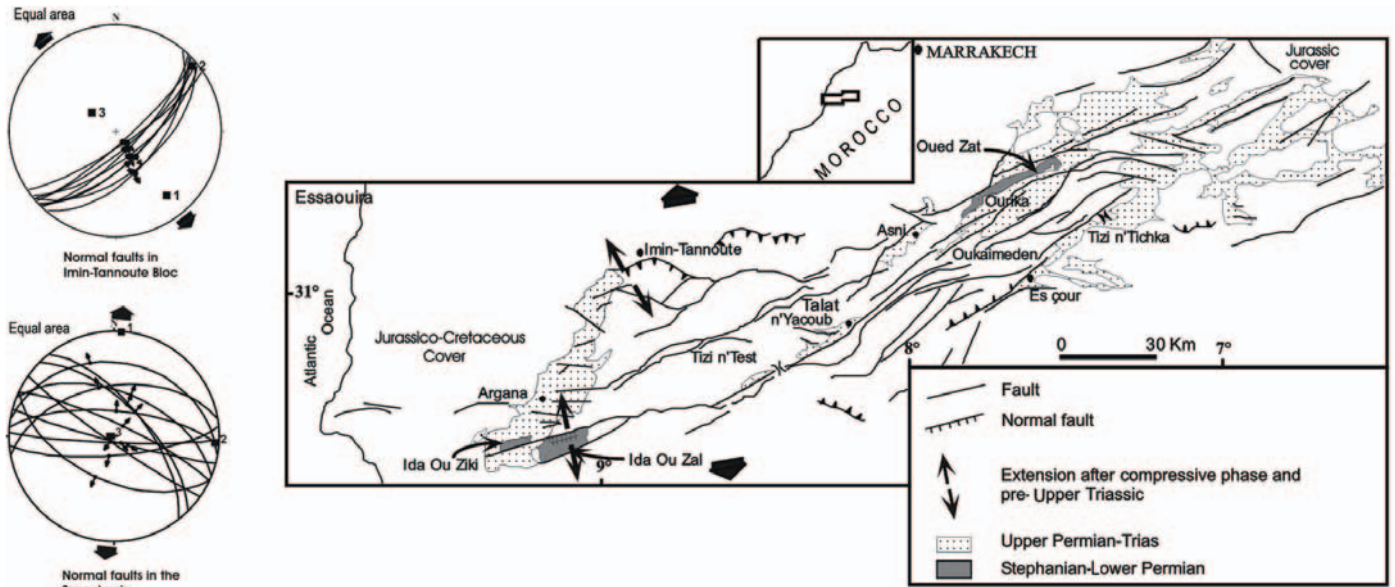 Equal area
N
2
3
1
Normal faults in
Imin-Tannoute Bloc
Equal area
N
1
3
2
Normal faults in the
MARRAKECH
Jurassic
cover
MOROCCO
Oued Zat
Essaouira
Ourika
Asni
Imin-Tannoute
Tizi n'Tichka
Oukaimeden
31°
Atlantic Ocean
Talat
n'Yacoub
Es çour
Jurassico-Cretaceous
Cover
Tizi n'Test
8°
0
30 Km
7°
Argana
Ida Ou Ziki
Ida Ou Zal
9°
Fault
Normal fault
Extension after compressive phase and
pre- Upper Triassic
Upper Permian-Trias
Stephanian-Lower Permian